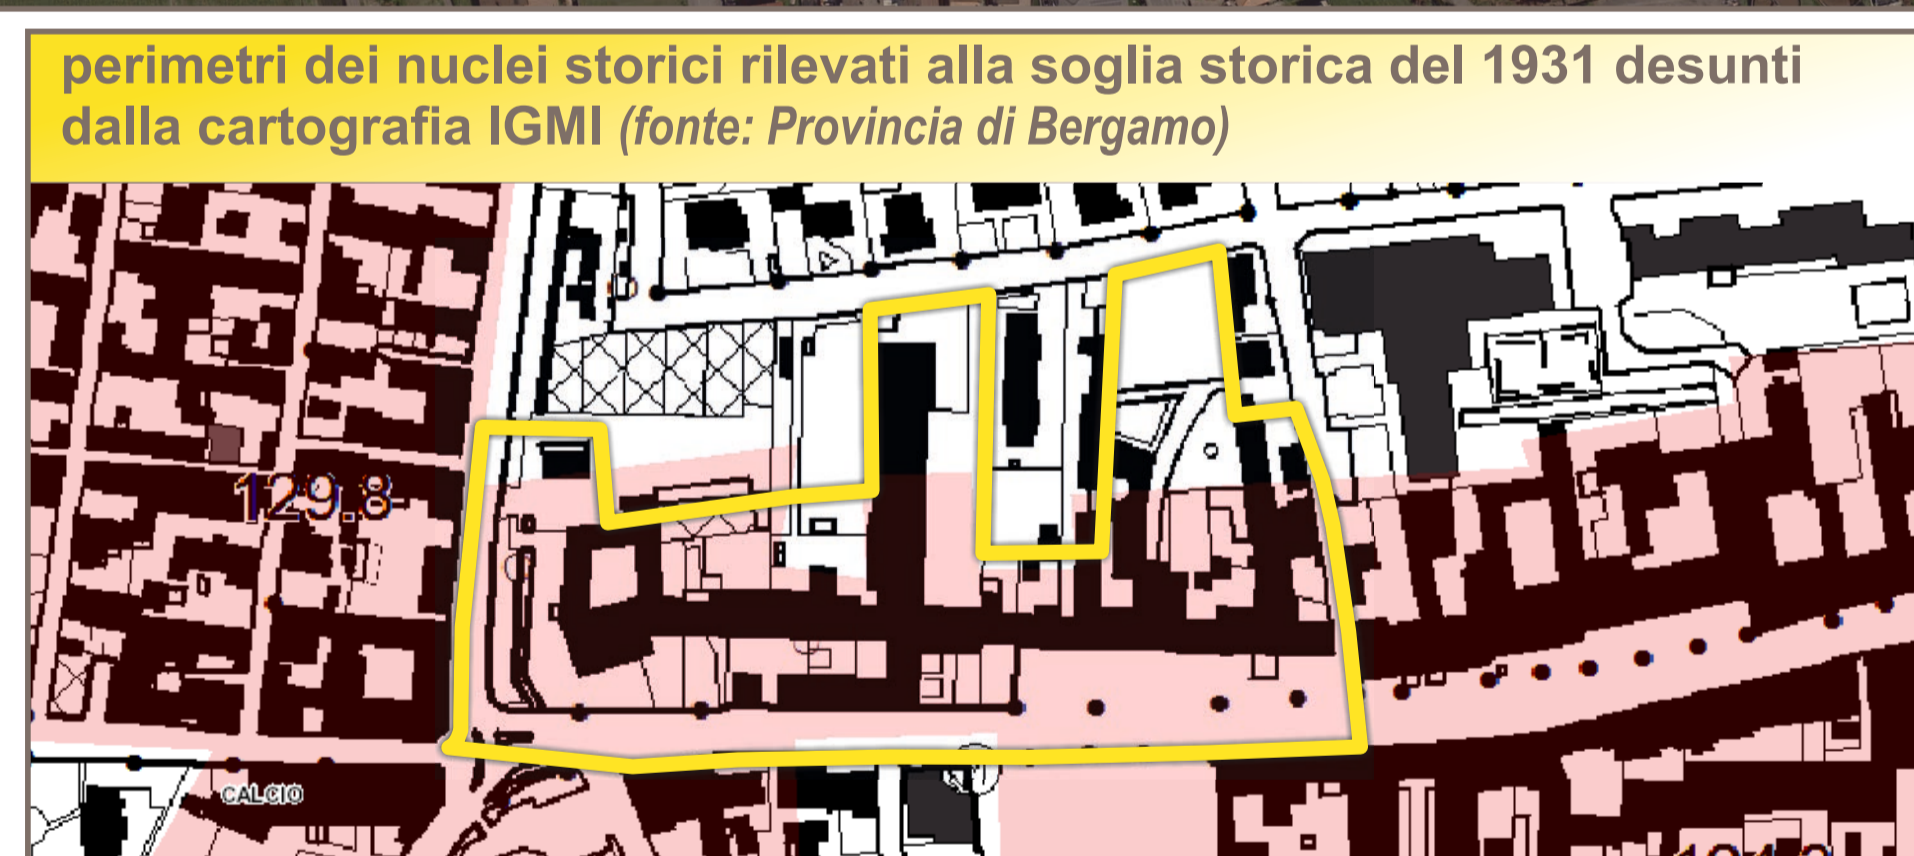 perimetri dei nuclei storici rilevati alla soglia storica del 1931 desunti
dalla cartografia IGMI (fonte: Provincia di Bergamo)
129.8
CALCIO